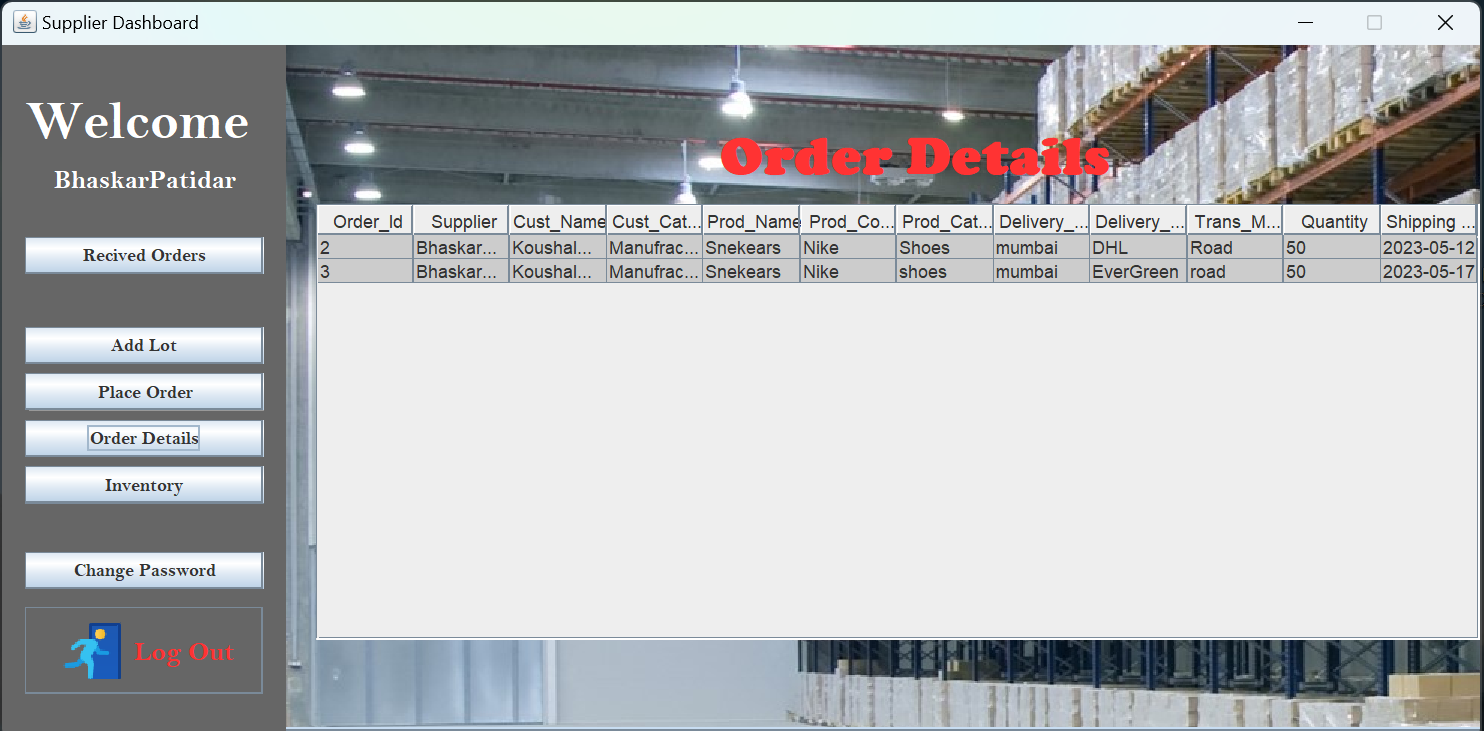 Supplier Dashboard
Welcome
BhaskarPatidar
Recived Orders
Add Lot
Place Order
Order Details
Inventory
Change Password
Log Out
Order Details
Order_Id Supplier Cust_Name Cust_Cat... Prod_Name Prod_Co... Prod_Cat... Delivery_... Delivery_... Trans_M... Quantity Shipping ...
2 Bhaskar... Koushal... Manufrac... Snekears Nike Shoes mumbai DHL Road 50 2023-05-12
3 Bhaskar... Koushal... Manufrac... Snekears Nike shoes mumbai EverGreen road 50 2023-05-17